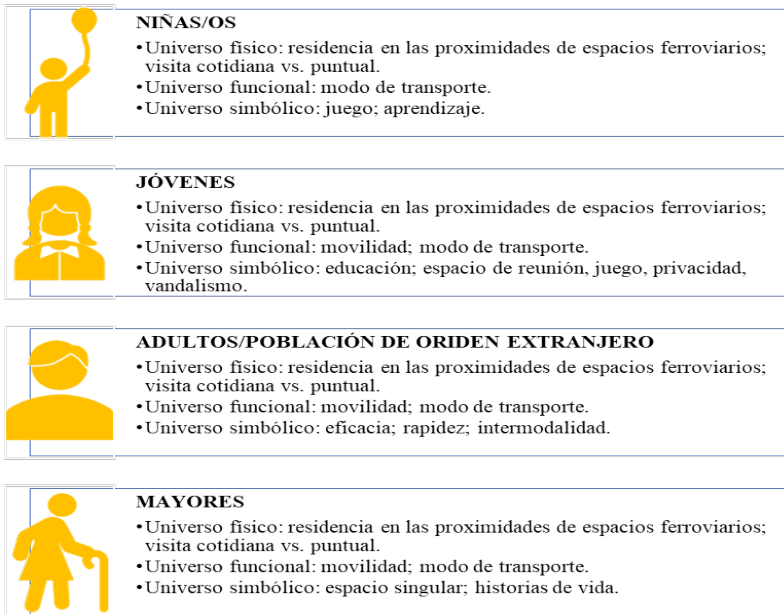 NIÑAS/OS
•Universo físico: residencia en las proximidades de espacios ferroviarios;
visita cotidiana vs. puntual.
•Universo funcional: modo de transporte.
•Universo simbólico: juego; aprendizaje.
JÓVENES
•Universo físico: residencia en las proximidades de espacios ferroviarios;
visita cotidiana vs. puntual.
•Universo funcional: movilidad; modo de transporte.
•Universo simbólico: educación; espacio de reunión, juego, privacidad,
vandalismo.
ADULTOS/POBLACIÓN DE ORIDEN EXTRANJERO
•Universo físico: residencia en las proximidades de espacios ferroviarios;
visita cotidiana vs. puntual.
•Universo funcional: movilidad; modo de transporte.
•Universo simbólico: eficacia; rapidez; intermodalidad.
MAYORES
•Universo físico: residencia en las proximidades de espacios ferroviarios;
visita cotidiana vs. puntual.
•Universo funcional: movilidad; modo de transporte.
•Universo simbólico: espacio singular; historias de vida.